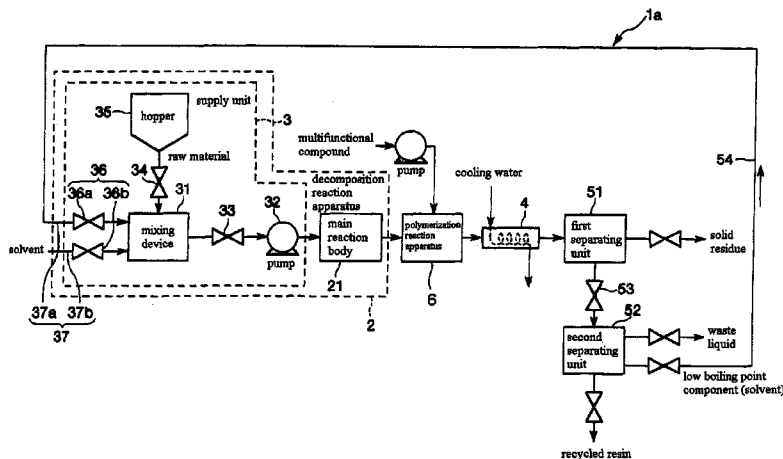 1a
35
hopper
supply unit
3
raw material
34
36
36a
36b
31
mixing
device
33
32
pump
solvent
37a
37b
37
multifunctional
compound
pump
decomposition
reaction
apparatus
main
reaction
body
21
2
polymerization
reaction
apparatus
6
cooling water
4
51
first
separating
unit
solid
residue
53
52
second
separating
unit
waste
liquid
54
low boiling point
component (solvent)
recycled resin